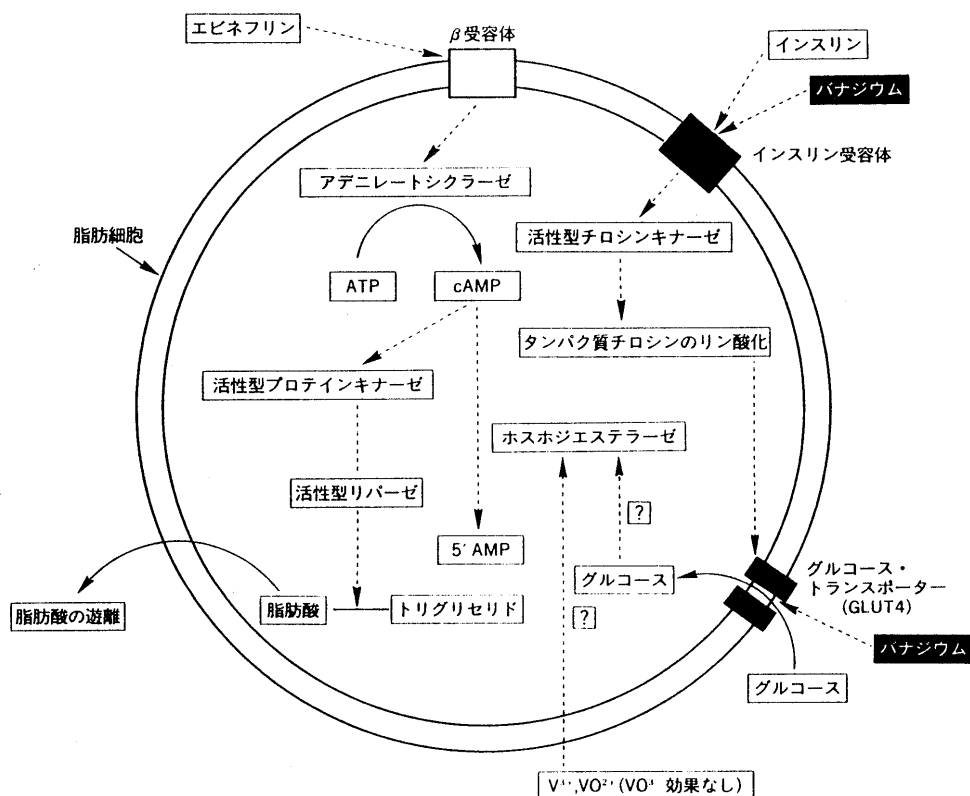 エピネフリン
β受容体
インスリン
バナジウム
インスリン受容体
アデニレートシクラーゼ
脂肪細胞
活性型チロシンキナーゼ
ATP
cAMP
タンパク質チロシンのリン酸化
活性型プロテインキナーゼ
ホスホジエステラーゼ
活性型リパーゼ
?
5′AMP
グルコース
グルコース・
トランスポーター
(GLUT4)
脂肪酸の遊離
脂肪酸
トリグリセリド
?
バナジウム
グルコース
効果なし)